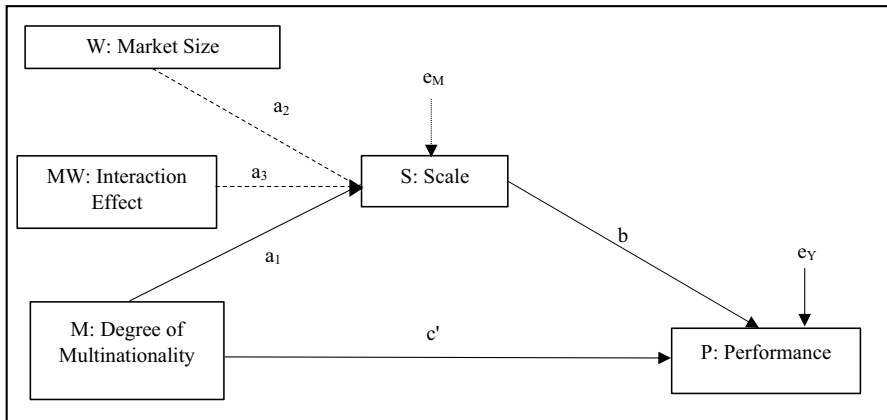 W: Market Size
e_M
a_2
MW: Interaction
Effect
a_3
S: Scale
a_1
b
e_Y
M: Degree of
Multinationality
c'
P: Performance